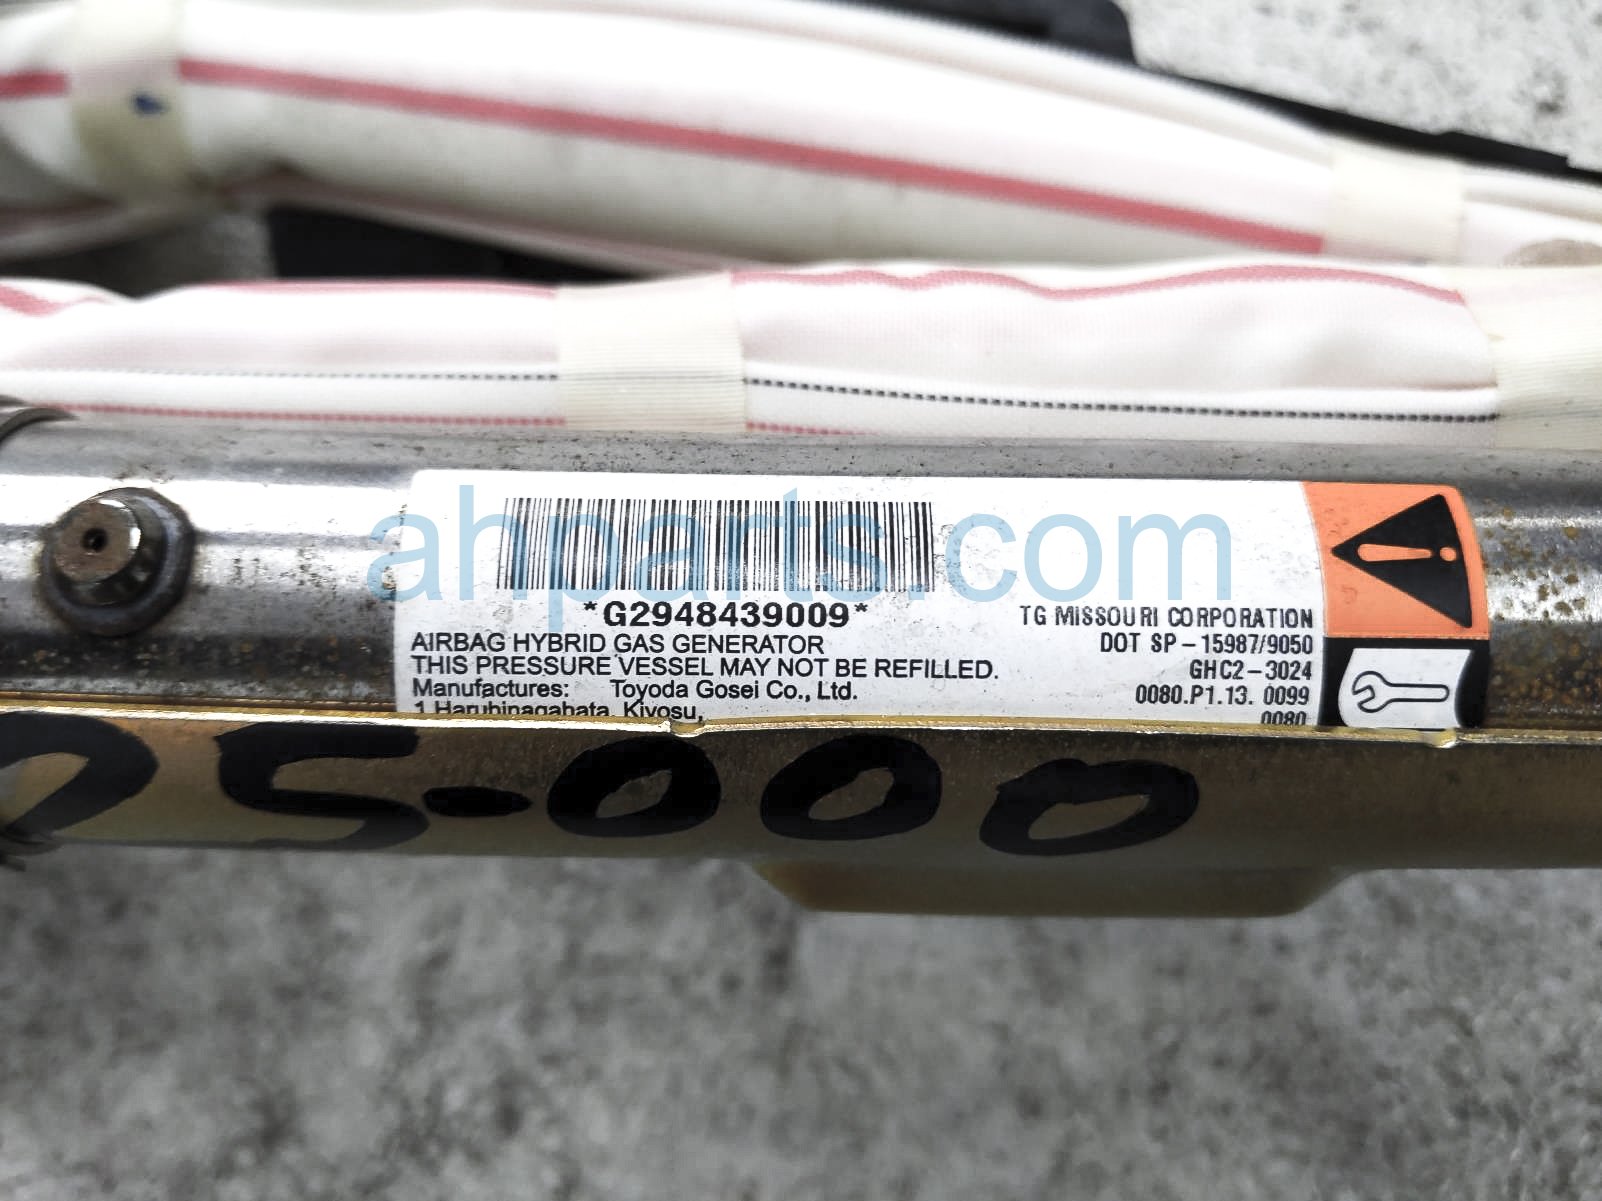 ahparts.com
*G2948439009*
AIRBAG HYBRID GAS GENERATOR
THIS PRESSURE VESSEL MAY NOT BE REFILLED.
Manufactures: Toyoda Gosei Co., Ltd.
1 Haruhinagahata, Kiyosu,
TG MISSOURI CORPORATION
DOT SP-15987/9050
GHC2-3024
0080.P1.13. 0099
0080
5-000